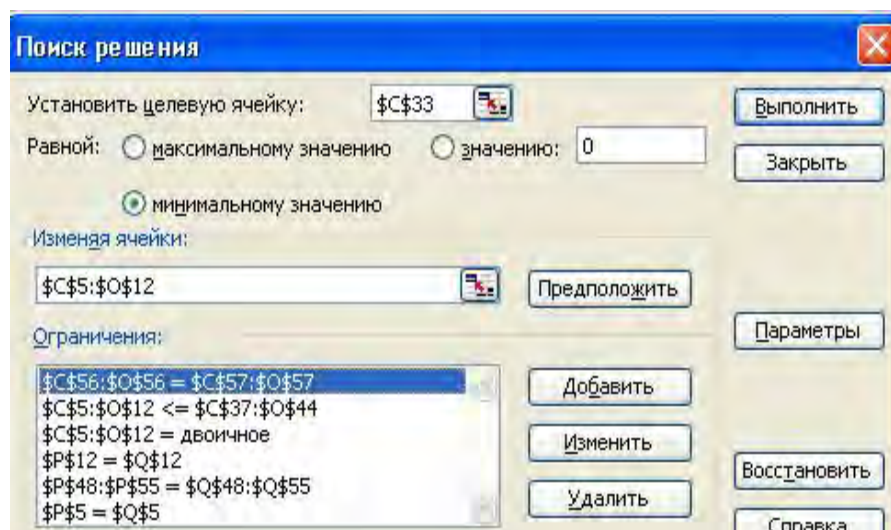 Поиск решения
Установить целевую ячейку: $C$33
Выполнить
Равной: максимальному значению значению: 0
Закрыть
минимальному значению
Изменяя ячейки:
$C$5:$O$12
Предположить
Параметры
Ограничения:
$C$56:$O$56 = $C$57:$O$57
Добавить
$C$5:$O$12 <= $C$37:$O$44
$C$5:$O$12 = двоичное
Изменить
$P$12 = $Q$12
Восстановить
$P$48:$P$55 = $Q$48:$Q$55
Удалить
$P$5 = $Q$5
Справка